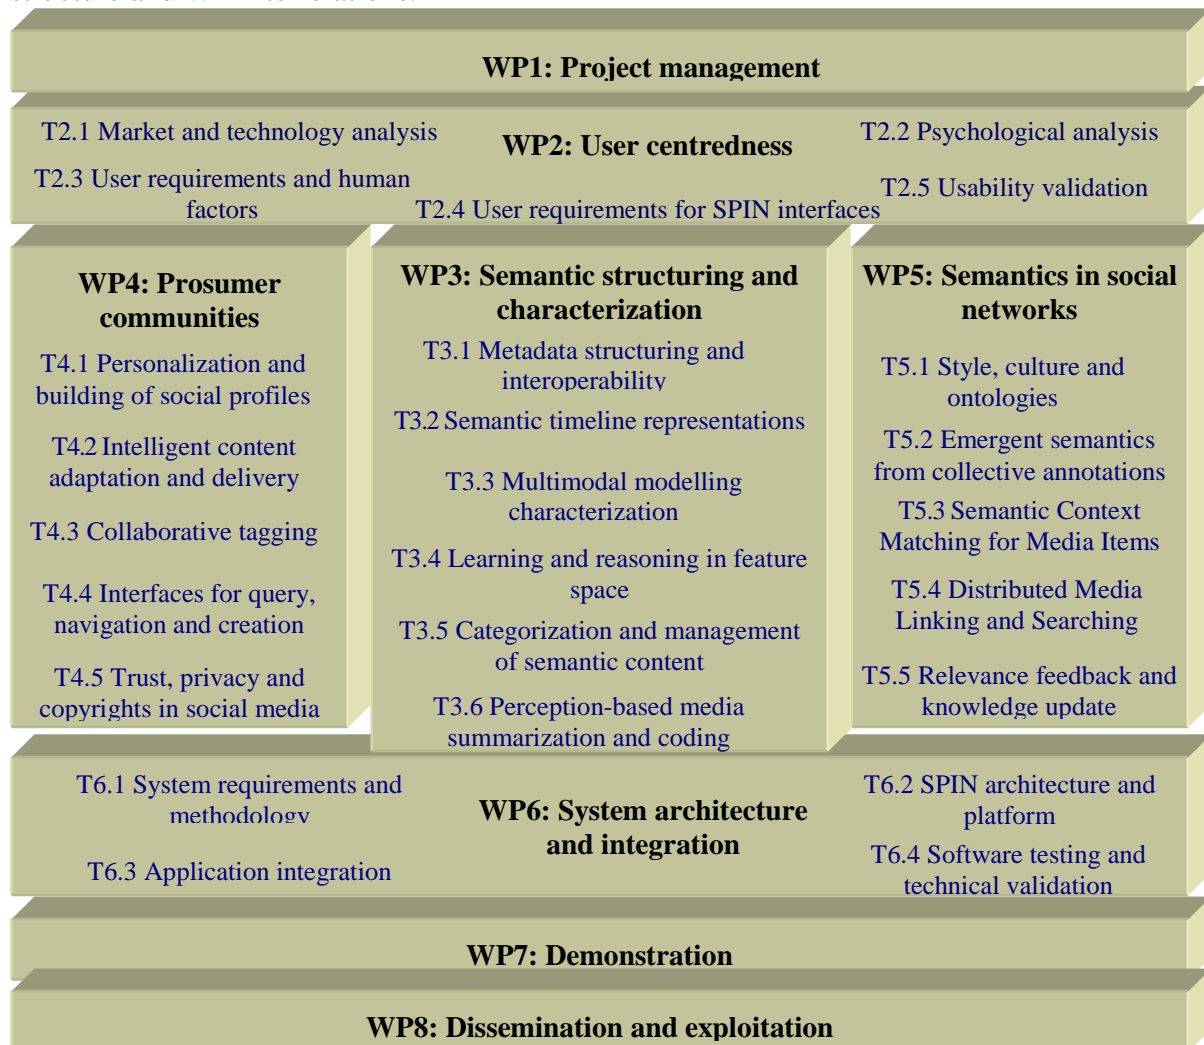 WP1: Project management
T2.1 Market and technology analysis
WP2: User centredness
T2.2 Psychological analysis
T2.3 User requirements and human
factors
T2.4 User requirements for SPIN interfaces
T2.5 Usability validation
WP4: Prosumer
communities
T4.1 Personalization and
building of social profiles
T4.2 Intelligent content
adaptation and delivery
T4.3 Collaborative tagging
T4.4 Interfaces for query,
navigation and creation
T4.5 Trust, privacy and
copyrights in social media
WP3: Semantic structuring and
characterization
T3.1 Metadata structuring and
interoperability
T3.2 Semantic timeline representations
T3.3 Multimodal modelling
characterization
T3.4 Learning and reasoning in feature
space
T3.5 Categorization and management
of semantic content
T3.6 Perception-based media
summarization and coding
WP5: Semantics in social
networks
T5.1 Style, culture and
ontologies
T5.2 Emergent semantics
from collective annotations
T5.3 Semantic Context
Matching for Media Items
T5.4 Distributed Media
Linking and Searching
T5.5 Relevance feedback and
knowledge update
T6.1 System requirements and
methodology
WP6: System architecture
and integration
T6.2 SPIN architecture and
platform
T6.3 Application integration
T6.4 Software testing and
technical validation
WP7: Demonstration
WP8: Dissemination and exploitation